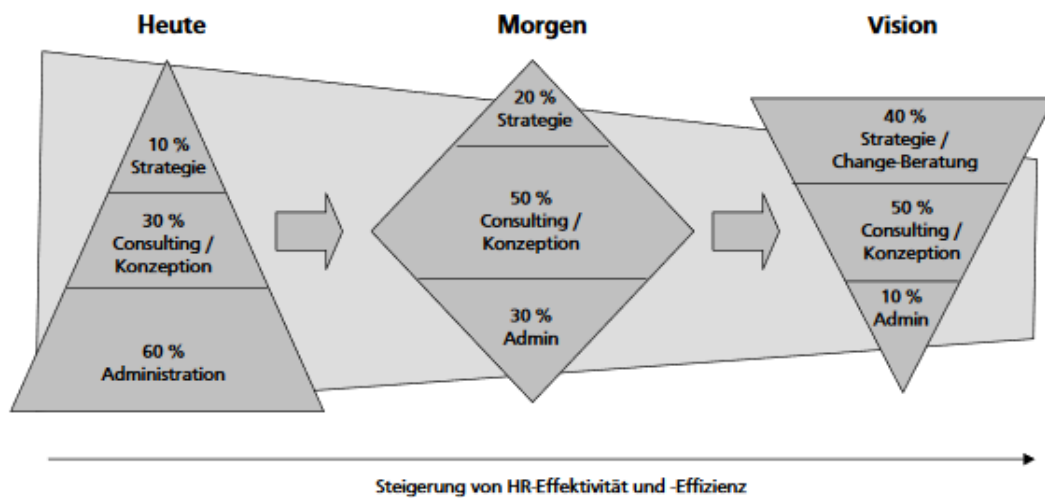 Heute
Morgen
Vision
10 %
Strategie
30 %
Consulting /
Konzeption
60 %
Administration
20 %
Strategie
50 %
Consulting /
Konzeption
30 %
Admin
40 %
Strategie /
Change-Beratung
50 %
Consulting /
Konzeption
10 %
Admin
Steigerung von HR-Effektivität und -Effizienz